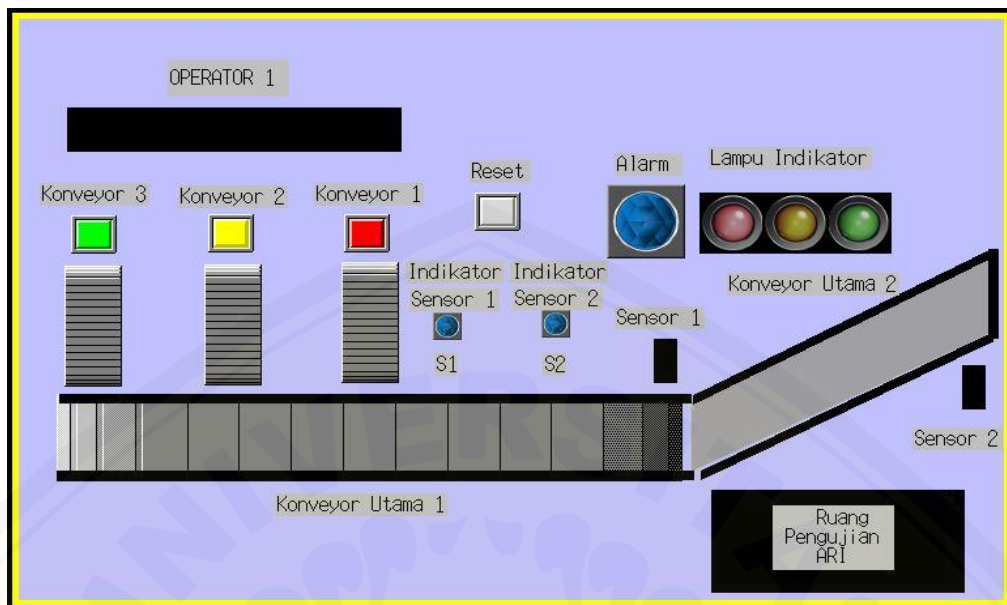 OPERATOR 1
Konveyor 3
Konveyor 2
Konveyor 1
Reset
Alarm
Lampu Indikator
Indikator
Sensor 1
Indikator
Sensor 2
S1
S2
Sensor 1
Konveyor Utama 2
Sensor 2
Konveyor Utama 1
Ruang
Pengujian
ARI
UNIVERSITA